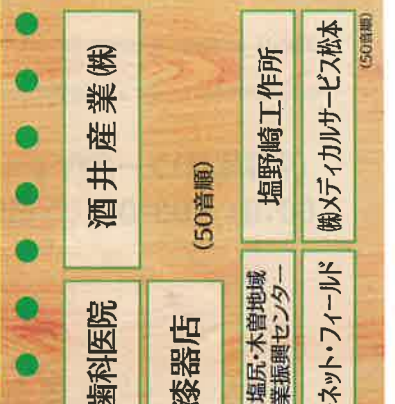 酒井産業㈱
歯科医院
漆器店
(50音順)
塩野崎工作所
塩尻・木曽地域
業振興センター
㈱メディカルサービス松本
ネット・フィールド
(50音順)